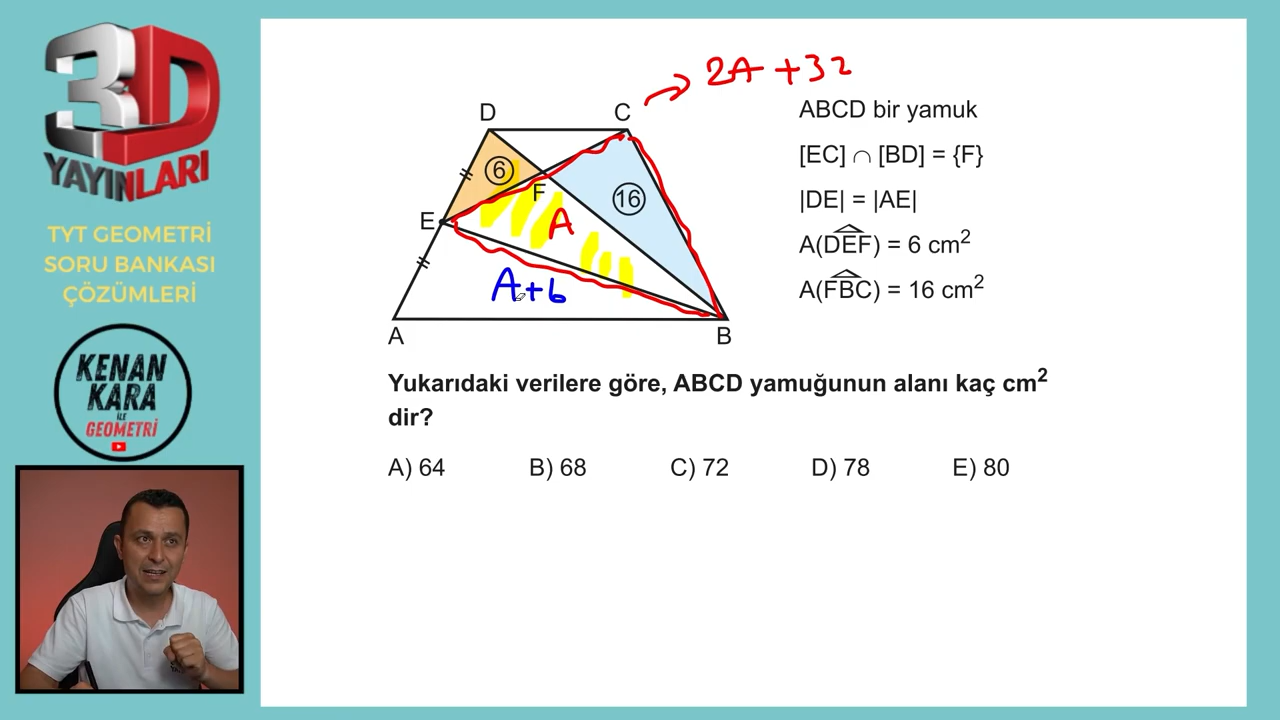 3D
YAYINLARI
TYT GEOMETRİ
SORU BANKASI
ÇÖZÜMLERİ
KENAN
KARA
İLE
GEOMETRİ
2A + 32
D
C
6
F
16
E
A
A+6
A
B
ABCD bir yamuk
[EC] ∩ [BD] = {F}
|DE| = |AE|
A(DEF) = 6 cm²
A(FBC) = 16 cm²
Yukarıdaki verilere göre, ABCD yamuğunun alanı kaç cm²
dir?
A) 64 B) 68 C) 72 D) 78 E) 80